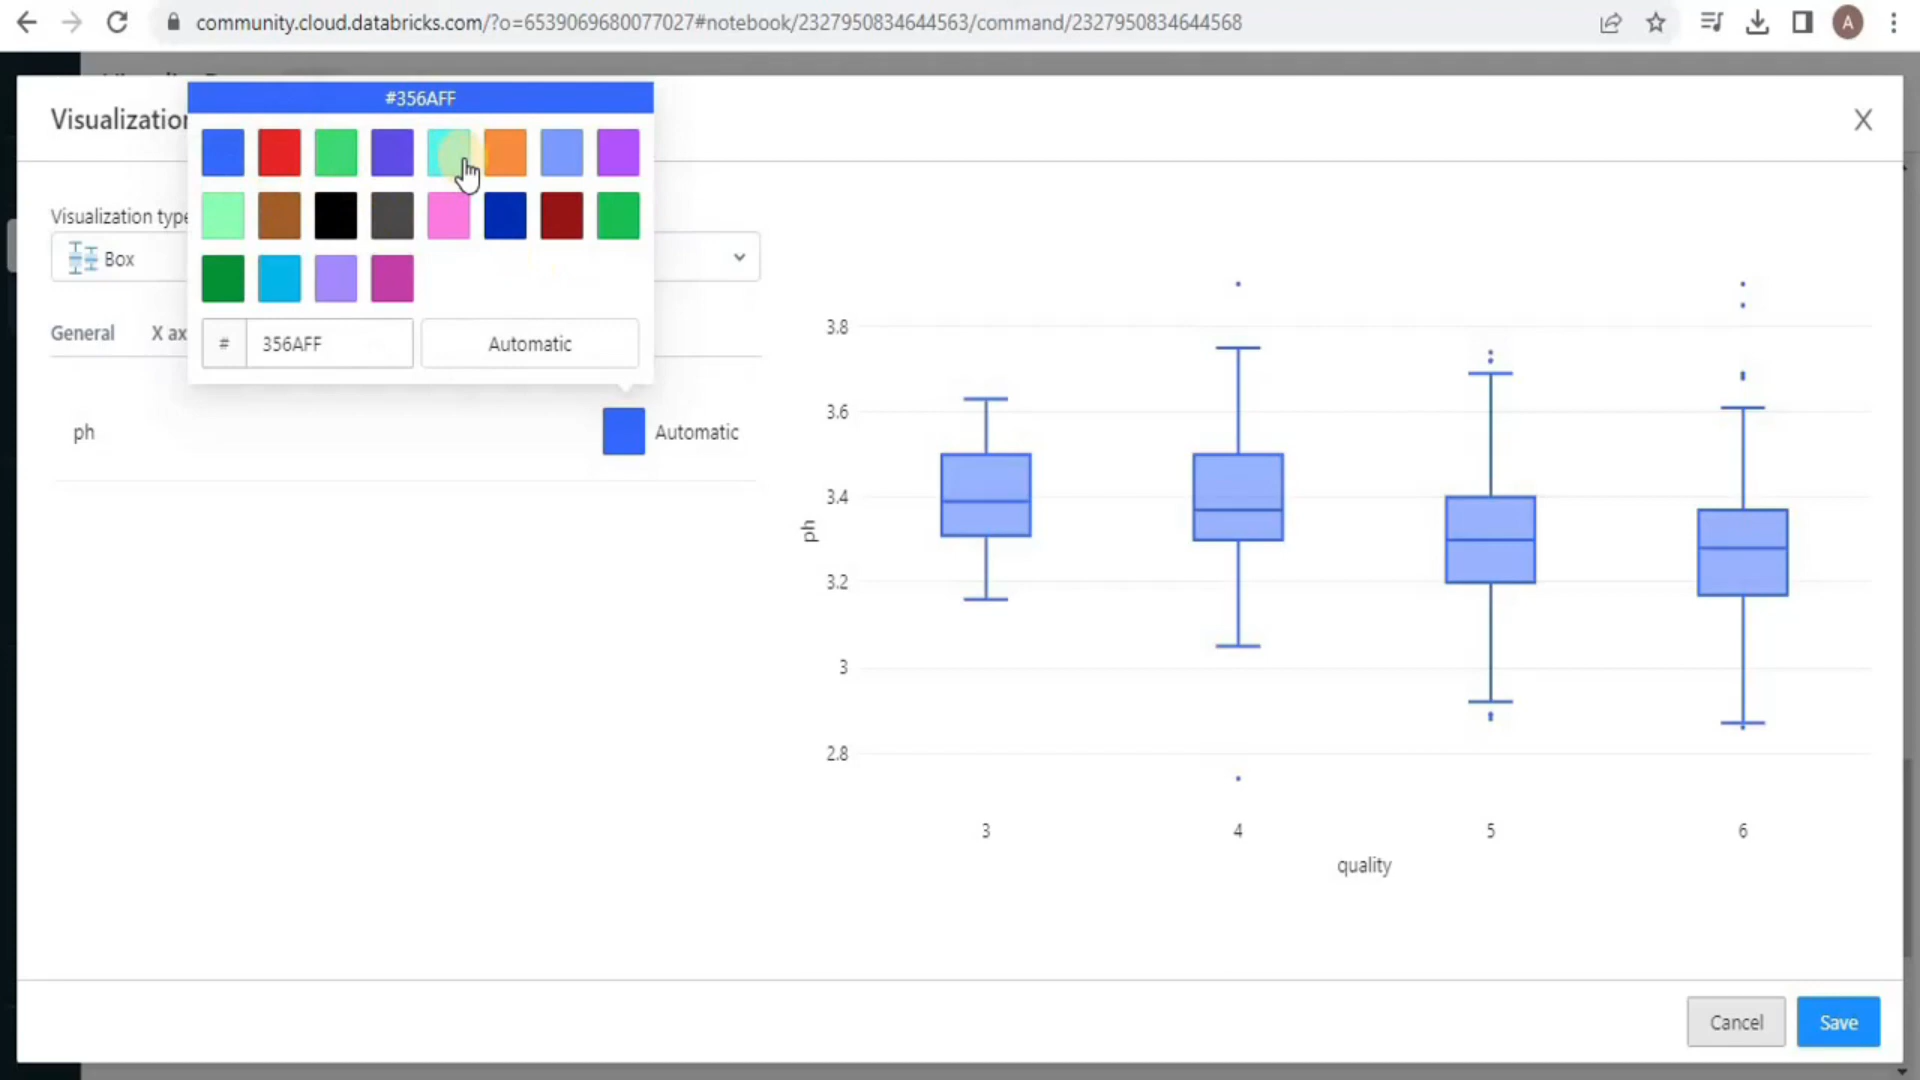 community.cloud.databricks.com/?o=6539069680077027#notebook/2327950834644563/command/2327950834644568
A
#356AFF
Visualization
X
Visualization type
Box
General X ax
# 356AFF Automatic
ph Automatic
3.8
3.6
3.4
3.2
3
2.8
ph
3 4 5 6
quality
Cancel Save